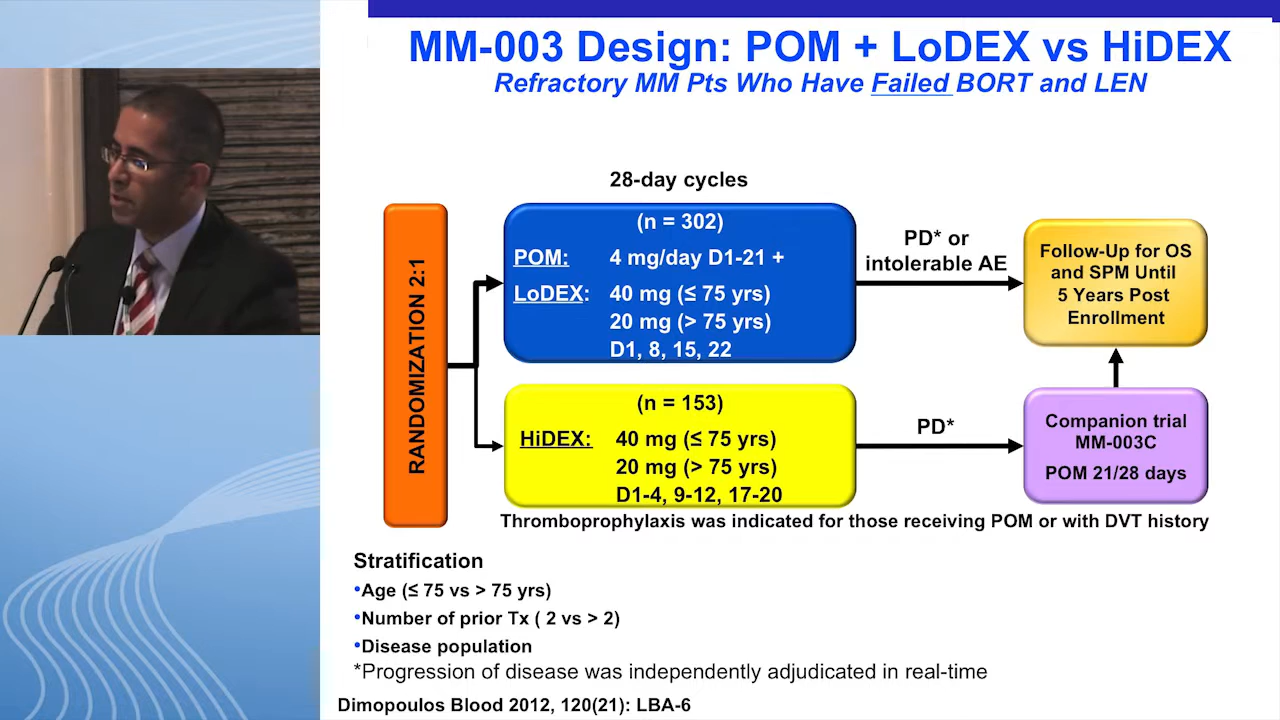 MM-003 Design: POM + LoDEX vs HiDEX
Refractory MM Pts Who Have Failed BORT and LEN
28-day cycles
RANDOMIZATION 2:1
(n = 302)
POM: 4 mg/day D1-21 +
LoDEX: 40 mg (≤ 75 yrs)
20 mg (> 75 yrs)
D1, 8, 15, 22
PD* or
intolerable AE
Follow-Up for OS
and SPM Until
5 Years Post
Enrollment
(n = 153)
HiDEX: 40 mg (≤ 75 yrs)
20 mg (> 75 yrs)
D1-4, 9-12, 17-20
PD*
Companion trial
MM-003C
POM 21/28 days
Thromboprophylaxis was indicated for those receiving POM or with DVT history
Stratification
•Age (≤ 75 vs > 75 yrs)
•Number of prior Tx ( 2 vs > 2)
•Disease population
*Progression of disease was independently adjudicated in real-time
Dimopoulos Blood 2012, 120(21): LBA-6